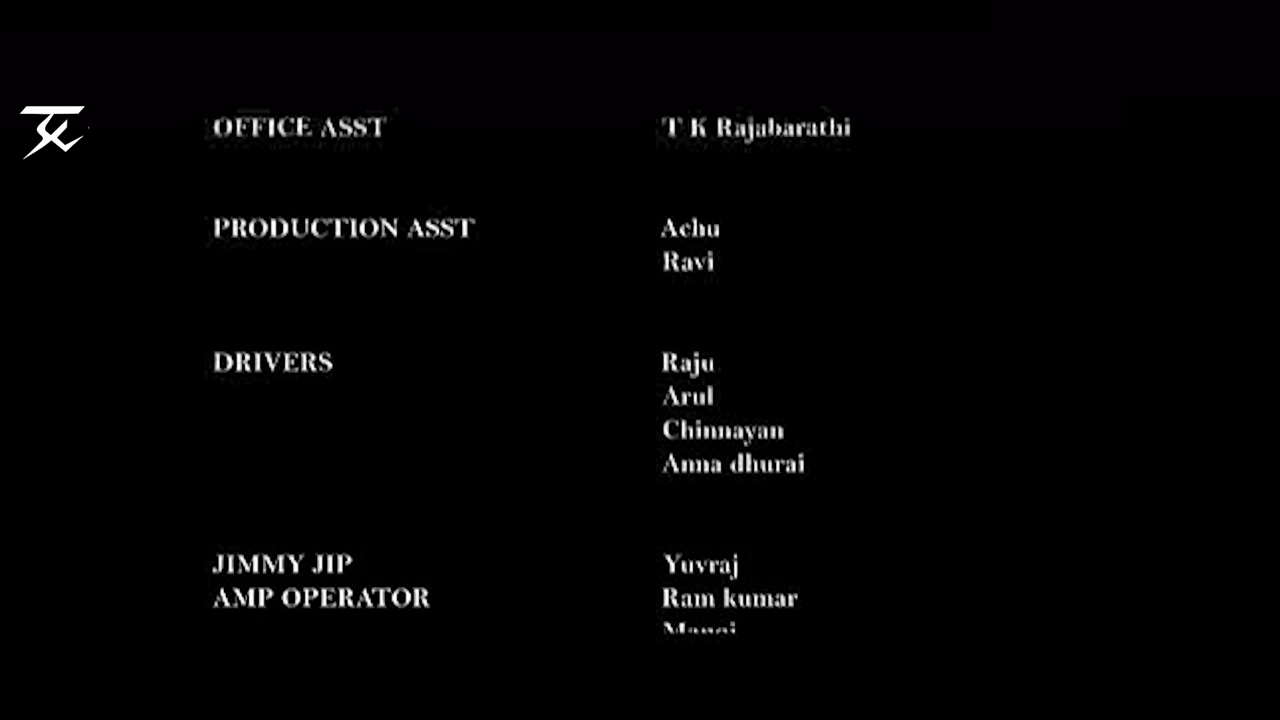 OFFICE ASST T K Rajabarathi
PRODUCTION ASST Achu
Ravi
DRIVERS Raju
Arul
Chinnayan
Anna dhurai
JIMMY JIP Yuvraj
AMP OPERATOR Ram kumar